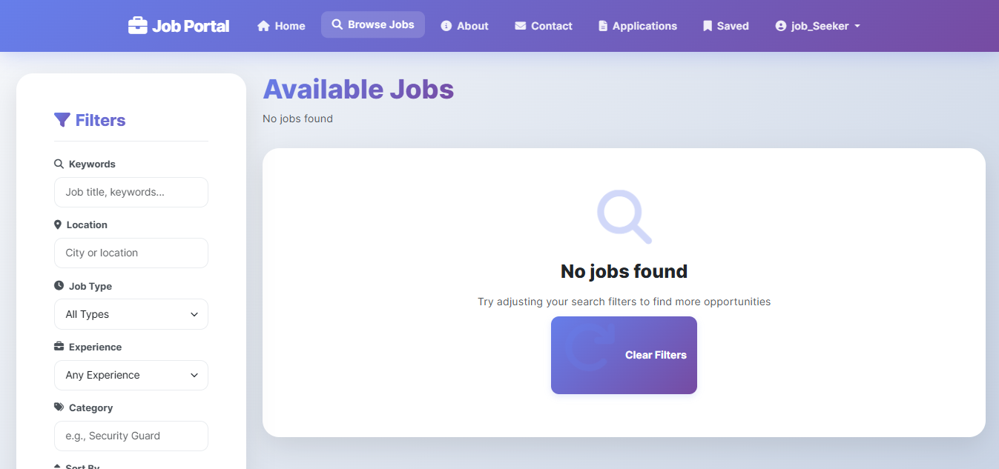 Job Portal
Home
Browse Jobs
About
Contact
Applications
Saved
job_Seeker
Filters
Keywords
Job title, keywords...
Location
City or location
Job Type
All Types
Experience
Any Experience
Category
e.g., Security Guard
Sort By
Available Jobs
No jobs found
No jobs found
Try adjusting your search filters to find more opportunities
Clear Filters